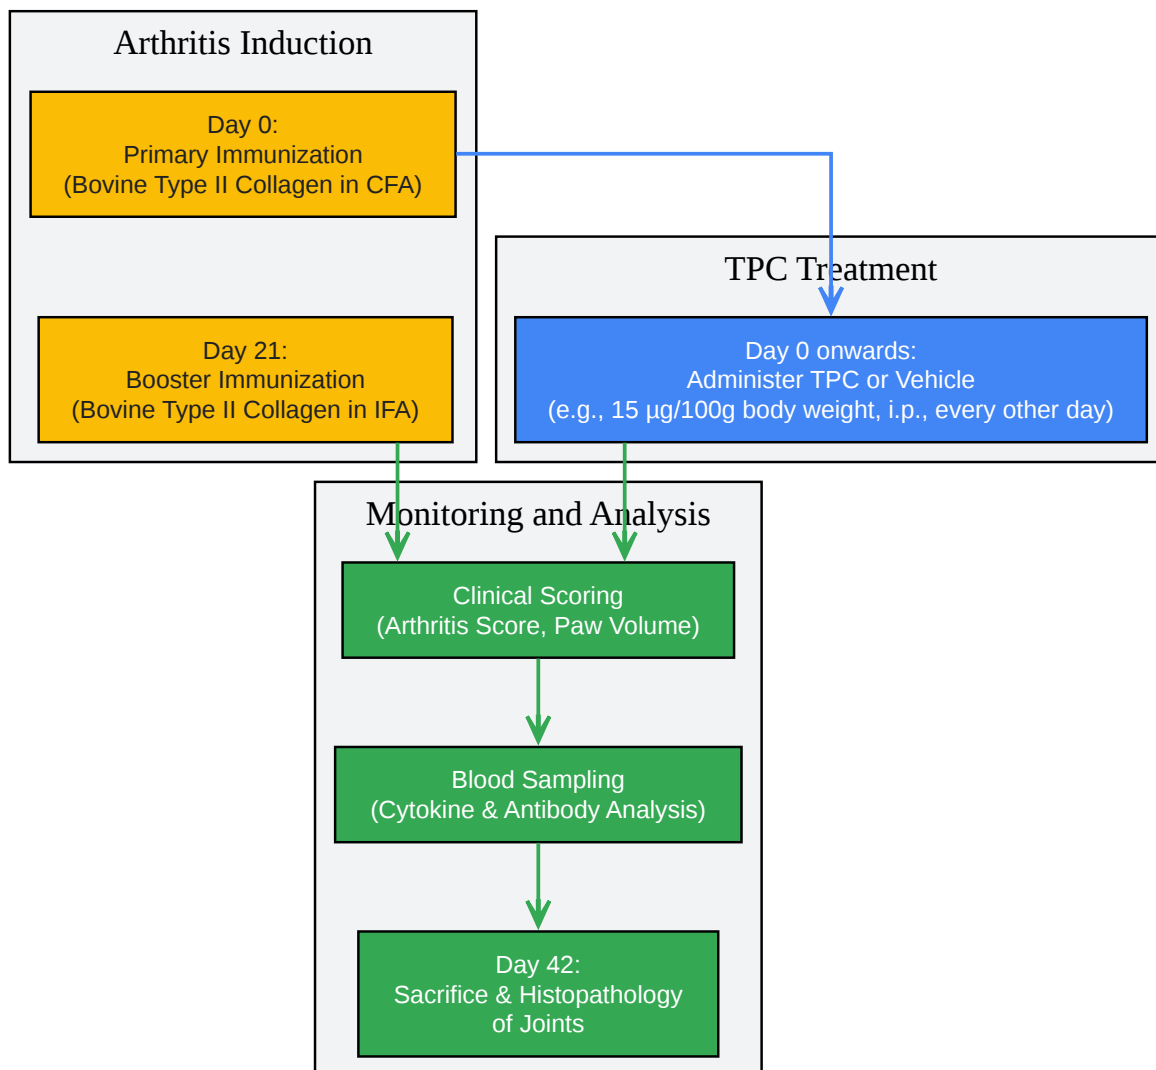 Arthritis Induction
Day 0:
Primary Immunization
(Bovine Type II Collagen in CFA)
Day 21:
Booster Immunization
(Bovine Type II Collagen in IFA)
TPC Treatment
Day 0 onwards:
Administer TPC or Vehicle
(e.g., 15 µg/100g body weight, i.p., every other day)
Monitoring and Analysis
Clinical Scoring
(Arthritis Score, Paw Volume)
Blood Sampling
(Cytokine & Antibody Analysis)
Day 42:
Sacrifice & Histopathology
of Joints